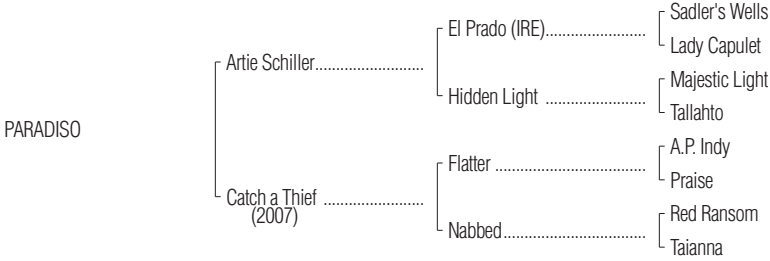 Sadler's Wells
El Prado (IRE)........................
Lady Capulet
Artie Schiller..........................
Majestic Light
Hidden Light ........................
Tallahto
PARADISO
A.P. Indy
Flatter ....................................
Praise
Catch a Thief ........................
(2007)
Red Ransom
Nabbed..................................
Taianna